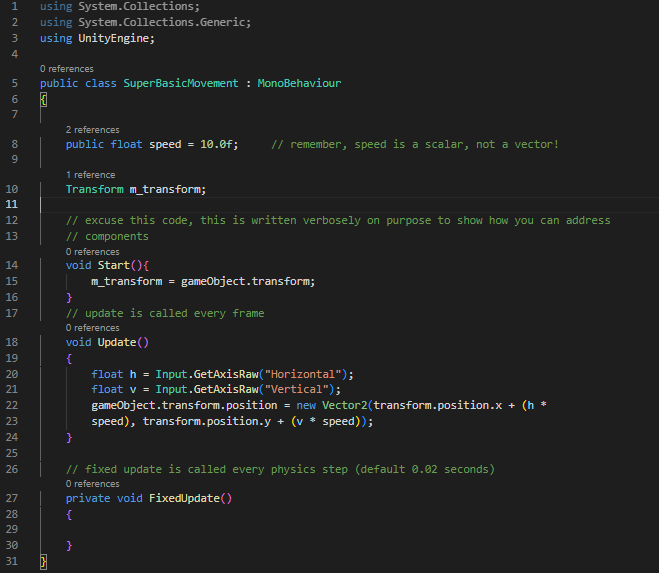 1 using System.Collections;
2 using System.Collections.Generic;
3 using UnityEngine;
4
0 references
5 public class SuperBasicMovement : MonoBehaviour
6 {
7
2 references
8 public float speed = 10.0f; // remember, speed is a scalar, not a vector!
9
1 reference
10 Transform m_transform;
11
12 // excuse this code, this is written verbosely on purpose to show how you can address
13 // components
0 references
14 void Start(){
15 m_transform = gameObject.transform;
16 }
17 // update is called every frame
0 references
18 void Update()
19 {
20 float h = Input.GetAxisRaw("Horizontal");
21 float v = Input.GetAxisRaw("Vertical");
22 gameObject.transform.position = new Vector2(transform.position.x + (h *
23 speed), transform.position.y + (v * speed));
24 }
25
26 // fixed update is called every physics step (default 0.02 seconds)
0 references
27 private void FixedUpdate()
28 {
29
30 }
31 }